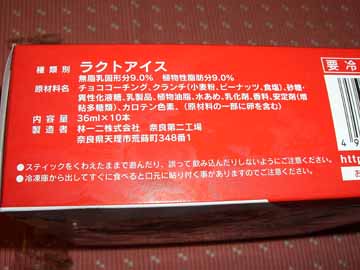 種類別 ラクトアイス
無脂乳固形分9.0% 植物性脂肪分9.0%
原材料名 チョココーチング、クランチ(小麦粉、ピーナッツ、食塩)、砂糖・
異性化液糖、乳製品、植物油脂、水あめ、乳化剤、香料、安定剤(増
粘多糖類)、カロテン色素、(原材料の一部に卵を含む)
内容量 36ml×10本
製造者 林一二株式会社 奈良第二工場
奈良県天理市荒蒔町348番1
●スティックをくわえたままで遊んだり、誤って飲み込んだりしないようにご注意ください。
●冷凍庫から出してすぐに食べると口元に貼り付く事がありますのでご注意ください。
要冷
49
http